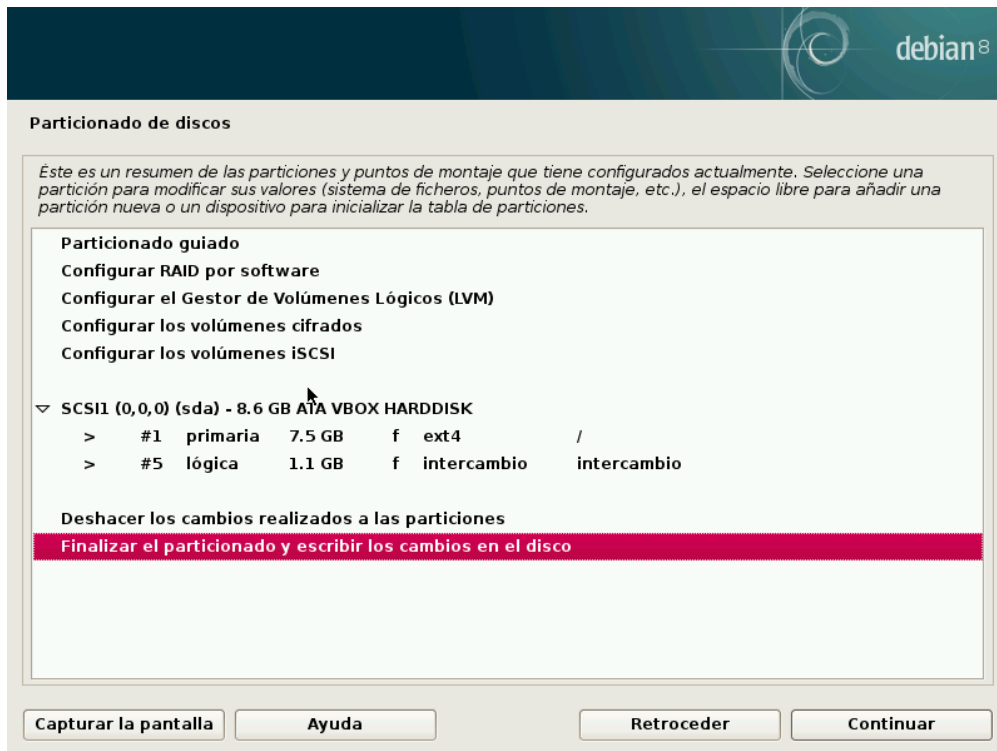 debian 8
Particionado de discos
Éste es un resumen de las particiones y puntos de montaje que tiene configurados actualmente. Seleccione una
partición para modificar sus valores (sistema de ficheros, puntos de montaje, etc.), el espacio libre para añadir una
partición nueva o un dispositivo para inicializar la tabla de particiones.
Particionado guiado
Configurar RAID por software
Configurar el Gestor de Volúmenes Lógicos (LVM)
Configurar los volúmenes cifrados
Configurar los volúmenes iSCSI
SCSI1 (0,0,0) (sda) - 8.6 GB ATA VBOX HARDDISK
> #1 primaria 7.5 GB f ext4 /
> #5 lógica 1.1 GB f intercambio intercambio
Deshacer los cambios realizados a las particiones
Finalizar el particionado y escribir los cambios en el disco
Capturar la pantalla Ayuda Retroceder Continuar